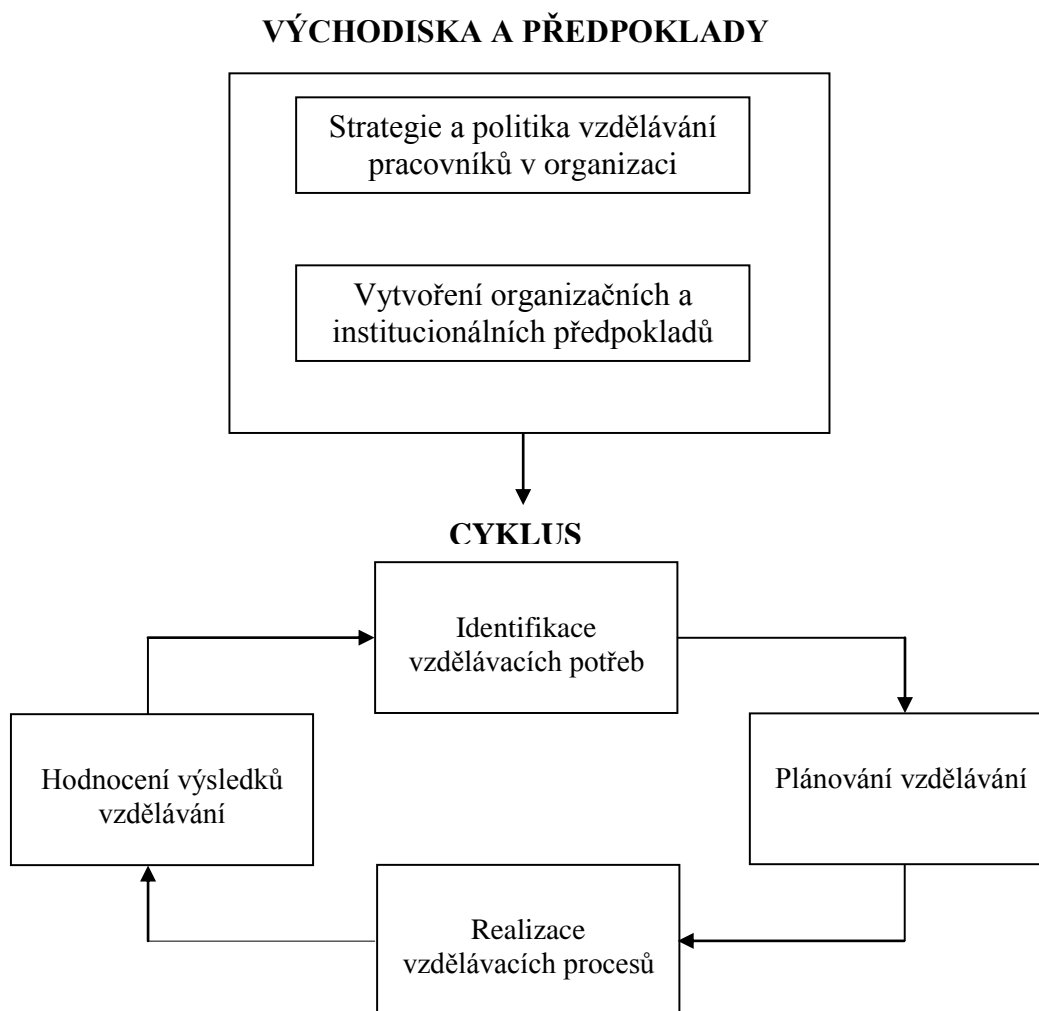 VÝCHODISKA A PŘEDPOKLADY
Strategie a politika vzdělávání
pracovníků v organizaci
Vytvoření organizačních a
institucionálních předpokladů
CYKLUS
Identifikace
vzdělávacích potřeb
Hodnocení výsledků
vzdělávání
Plánování vzdělávání
Realizace
vzdělávacích procesů